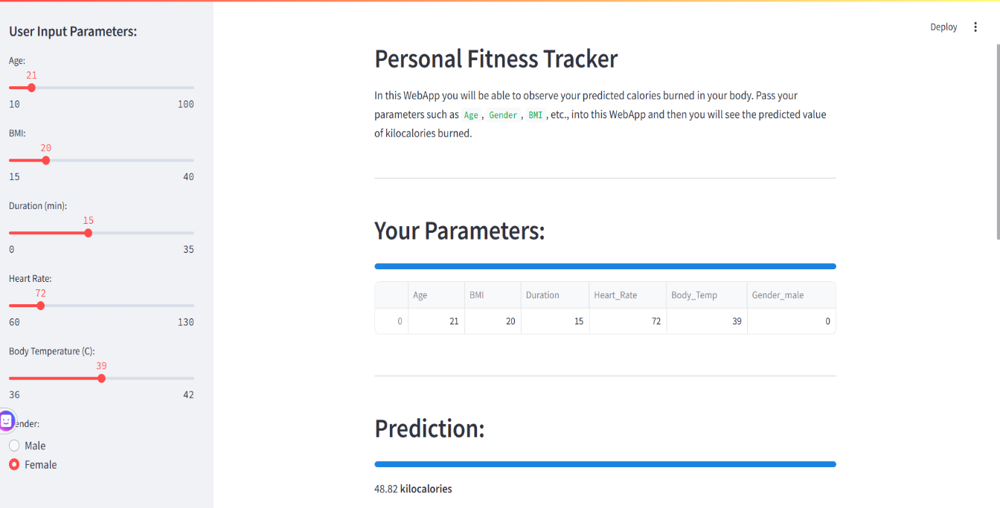 User Input Parameters:
Age:
21
10 100
BMI:
20
15 40
Duration (min):
15
0 35
Heart Rate:
72
60 130
Body Temperature (C):
39
36 42
ender:
Male
Female
Deploy
Personal Fitness Tracker
In this WebApp you will be able to observe your predicted calories burned in your body. Pass your
parameters such as Age , Gender , BMI , etc., into this WebApp and then you will see the predicted value
of kilocalories burned.
Your Parameters:
Age BMI Duration Heart_Rate Body_Temp Gender_male
0 21 20 15 72 39 0
Prediction:
48.82 kilocalories